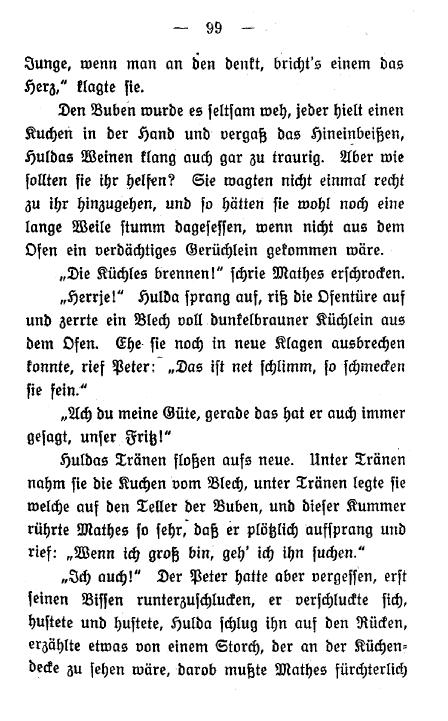 — 99 —
Junge, wenn man an den denkt, bricht's einem das
Herz,“ klagte sie.
Den Buben wurde es seltsam weh, jeder hielt einen
Kuchen in der Hand und vergaß das Hineinbeißen,
Huldas Weinen klang auch gar zu traurig. Aber wie
sollten sie ihr helfen? Sie wagten nicht einmal recht
zu ihr hinzugehen, und so hätten sie wohl noch eine
lange Weile stumm dagesessen, wenn nicht aus dem
Ofen ein verdächtiges Gerüchlein gekommen wäre.
„Die Küchles brennen!“ schrie Mathes erschrocken.
„Herrje!“ Hulda sprang auf, riß die Ofentüre auf
und zerrte ein Blech voll dunkelbrauner Küchlein aus
dem Ofen. Ehe sie noch in neue Klagen ausbrechen
konnte, rief Peter: „Das ist net schlimm, so schmecken
sie fein.“
„Ach du meine Güte, gerade das hat er auch immer
gesagt, unser Fritz!“
Huldas Tränen floßen aufs neue. Unter Tränen
nahm sie die Kuchen vom Blech, unter Tränen legte sie
welche auf den Teller der Buben, und dieser Kummer
rührte Mathes so sehr, daß er plötzlich aufsprang und
rief: „Wenn ich groß bin, geh' ich ihn suchen.“
„Ich auch!“ Der Peter hatte aber vergessen, erst
seinen Bissen runterzuschlucken, er verschluckte sich,
hustete und hustete, Hulda schlug ihn auf den Rücken,
erzählte etwas von einem Storch, der an der Küchen-
decke zu sehen wäre, darob mußte Mathes fürchterlich